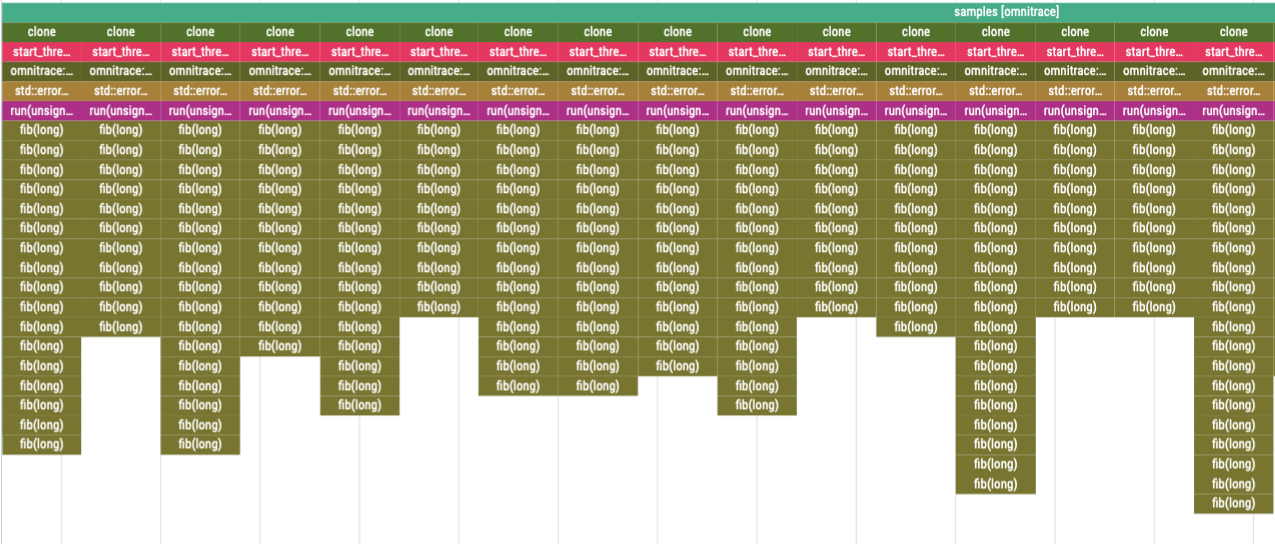 samples [omnitrace]
clone clone clone clone clone clone clone clone clone clone clone clone clone clone clone clone
start_thre... start_thre... start_thre... start_thre... start_thre... start_thre... start_thre... start_thre... start_thre... start_thre... start_thre... start_thre... start_thre... start_thre... start_thre... start_thre...
omnitrace:... omnitrace:... omnitrace:... omnitrace:... omnitrace:... omnitrace:... omnitrace:... omnitrace:... omnitrace:... omnitrace:... omnitrace:... omnitrace:... omnitrace:... omnitrace:... omnitrace:... omnitrace:...
std::error... std::error... std::error... std::error... std::error... std::error... std::error... std::error... std::error... std::error... std::error... std::error... std::error... std::error... std::error... std::error...
run(unsign... run(unsign... run(unsign... run(unsign... run(unsign... run(unsign... run(unsign... run(unsign... run(unsign... run(unsign... run(unsign... run(unsign... run(unsign... run(unsign... run(unsign... run(unsign...
fib(long) fib(long) fib(long) fib(long) fib(long) fib(long) fib(long) fib(long) fib(long) fib(long) fib(long) fib(long) fib(long) fib(long) fib(long) fib(long)
fib(long) fib(long) fib(long) fib(long) fib(long) fib(long) fib(long) fib(long) fib(long) fib(long) fib(long) fib(long) fib(long) fib(long) fib(long) fib(long)
fib(long) fib(long) fib(long) fib(long) fib(long) fib(long) fib(long) fib(long) fib(long) fib(long) fib(long) fib(long) fib(long) fib(long) fib(long) fib(long)
fib(long) fib(long) fib(long) fib(long) fib(long) fib(long) fib(long) fib(long) fib(long) fib(long) fib(long) fib(long) fib(long) fib(long) fib(long) fib(long)
fib(long) fib(long) fib(long) fib(long) fib(long) fib(long) fib(long) fib(long) fib(long) fib(long) fib(long) fib(long) fib(long) fib(long) fib(long) fib(long)
fib(long) fib(long) fib(long) fib(long) fib(long) fib(long) fib(long) fib(long) fib(long) fib(long) fib(long) fib(long) fib(long) fib(long) fib(long) fib(long)
fib(long) fib(long) fib(long) fib(long) fib(long) fib(long) fib(long) fib(long) fib(long) fib(long) fib(long) fib(long) fib(long) fib(long) fib(long) fib(long)
fib(long) fib(long) fib(long) fib(long) fib(long) fib(long) fib(long) fib(long) fib(long) fib(long) fib(long) fib(long) fib(long) fib(long) fib(long) fib(long)
fib(long) fib(long) fib(long) fib(long) fib(long) fib(long) fib(long) fib(long) fib(long) fib(long) fib(long) fib(long) fib(long) fib(long) fib(long) fib(long)
fib(long) fib(long) fib(long) fib(long) fib(long) fib(long) fib(long) fib(long) fib(long) fib(long) fib(long) fib(long) fib(long) fib(long) fib(long) fib(long)
fib(long) fib(long) fib(long) fib(long) fib(long) fib(long) fib(long) fib(long) fib(long) fib(long) fib(long) fib(long)
fib(long) fib(long) fib(long) fib(long) fib(long) fib(long) fib(long) fib(long) fib(long) fib(long)
fib(long) fib(long) fib(long) fib(long) fib(long) fib(long) fib(long) fib(long) fib(long)
fib(long) fib(long) fib(long) fib(long) fib(long) fib(long) fib(long) fib(long)
fib(long) fib(long) fib(long) fib(long) fib(long) fib(long)
fib(long) fib(long) fib(long) fib(long)
fib(long) fib(long) fib(long) fib(long)
fib(long) fib(long)
fib(long) fib(long)
fib(long)